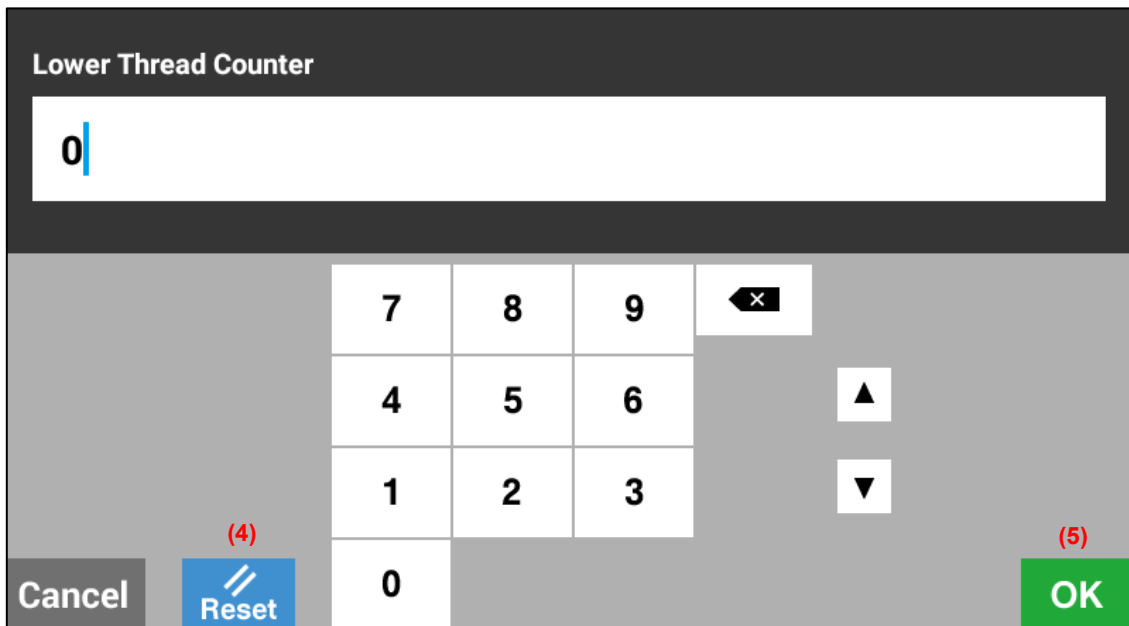 Lower Thread Counter
0
7 8 9
4 5 6
▲
1 2 3
▼
(4) (5)
Cancel Reset 0 OK